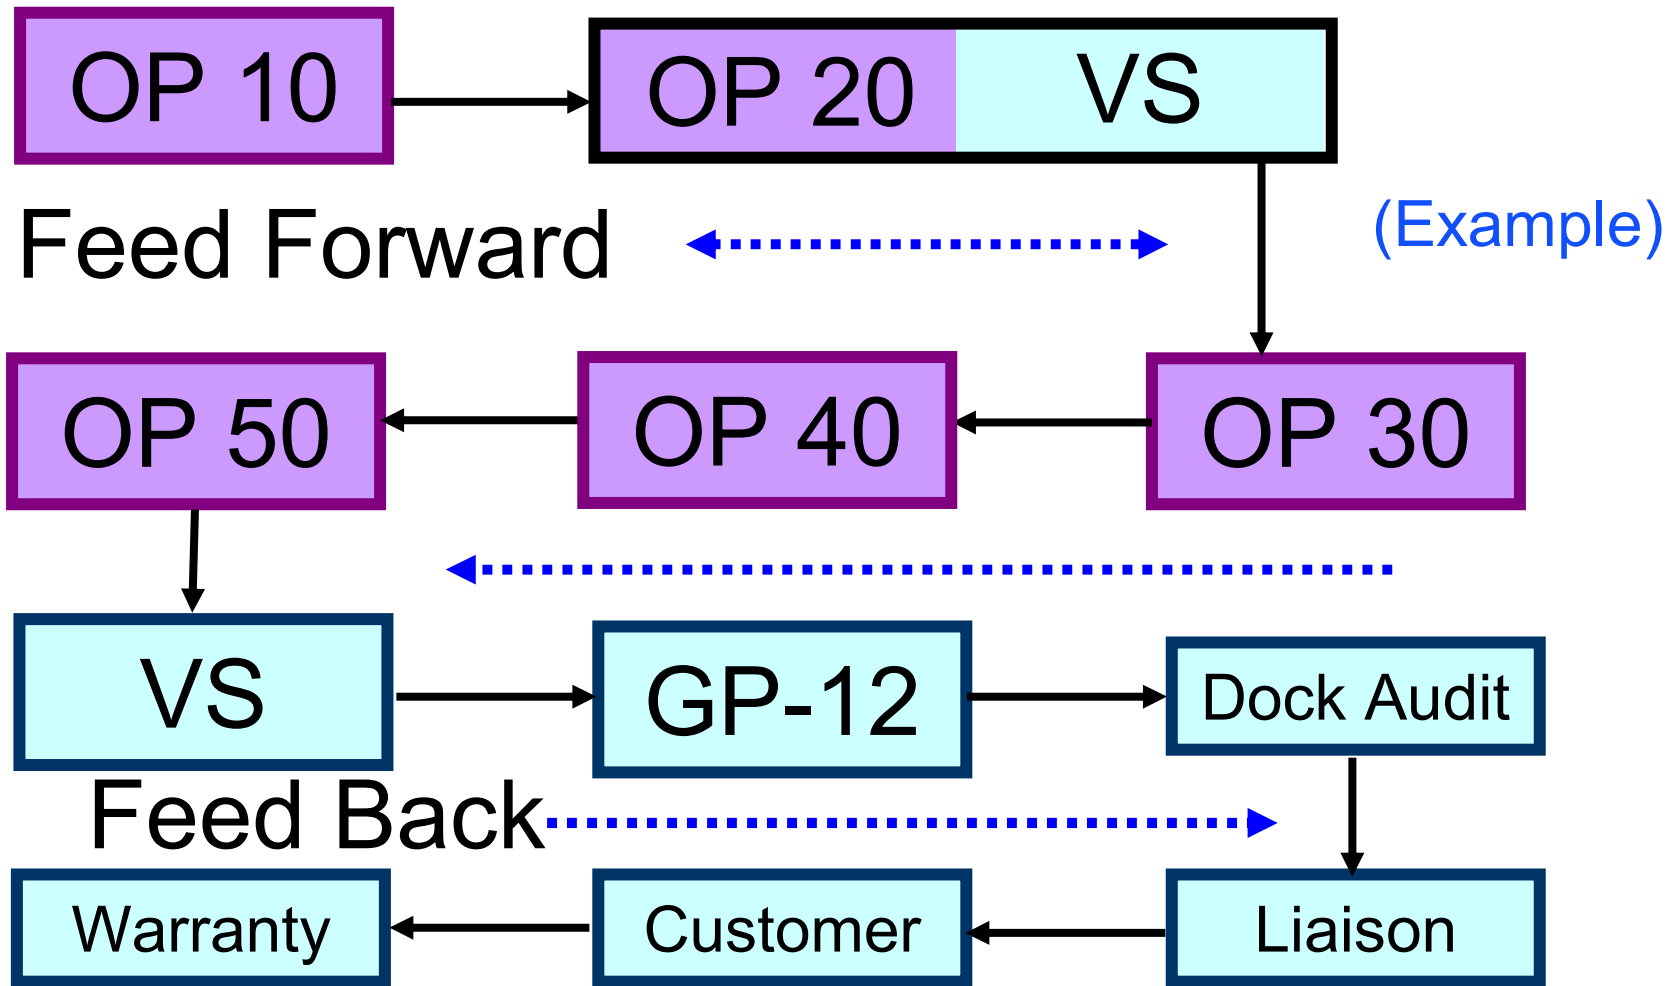 OP 10
OP 20
VS
Feed Forward
(Example)
OP 50
OP 40
OP 30
VS
GP-12
Dock Audit
Feed Back
Warranty
Customer
Liaison